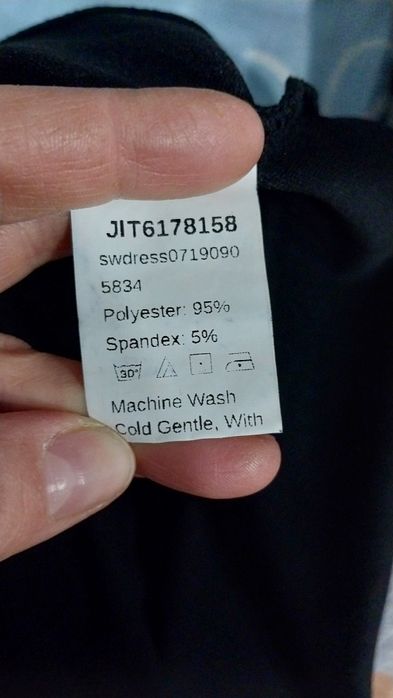 JIT6178158
swdress0719090
5834
Polyester: 95%
Spandex: 5%
30°
Machine Wash
Cold Gentle, With